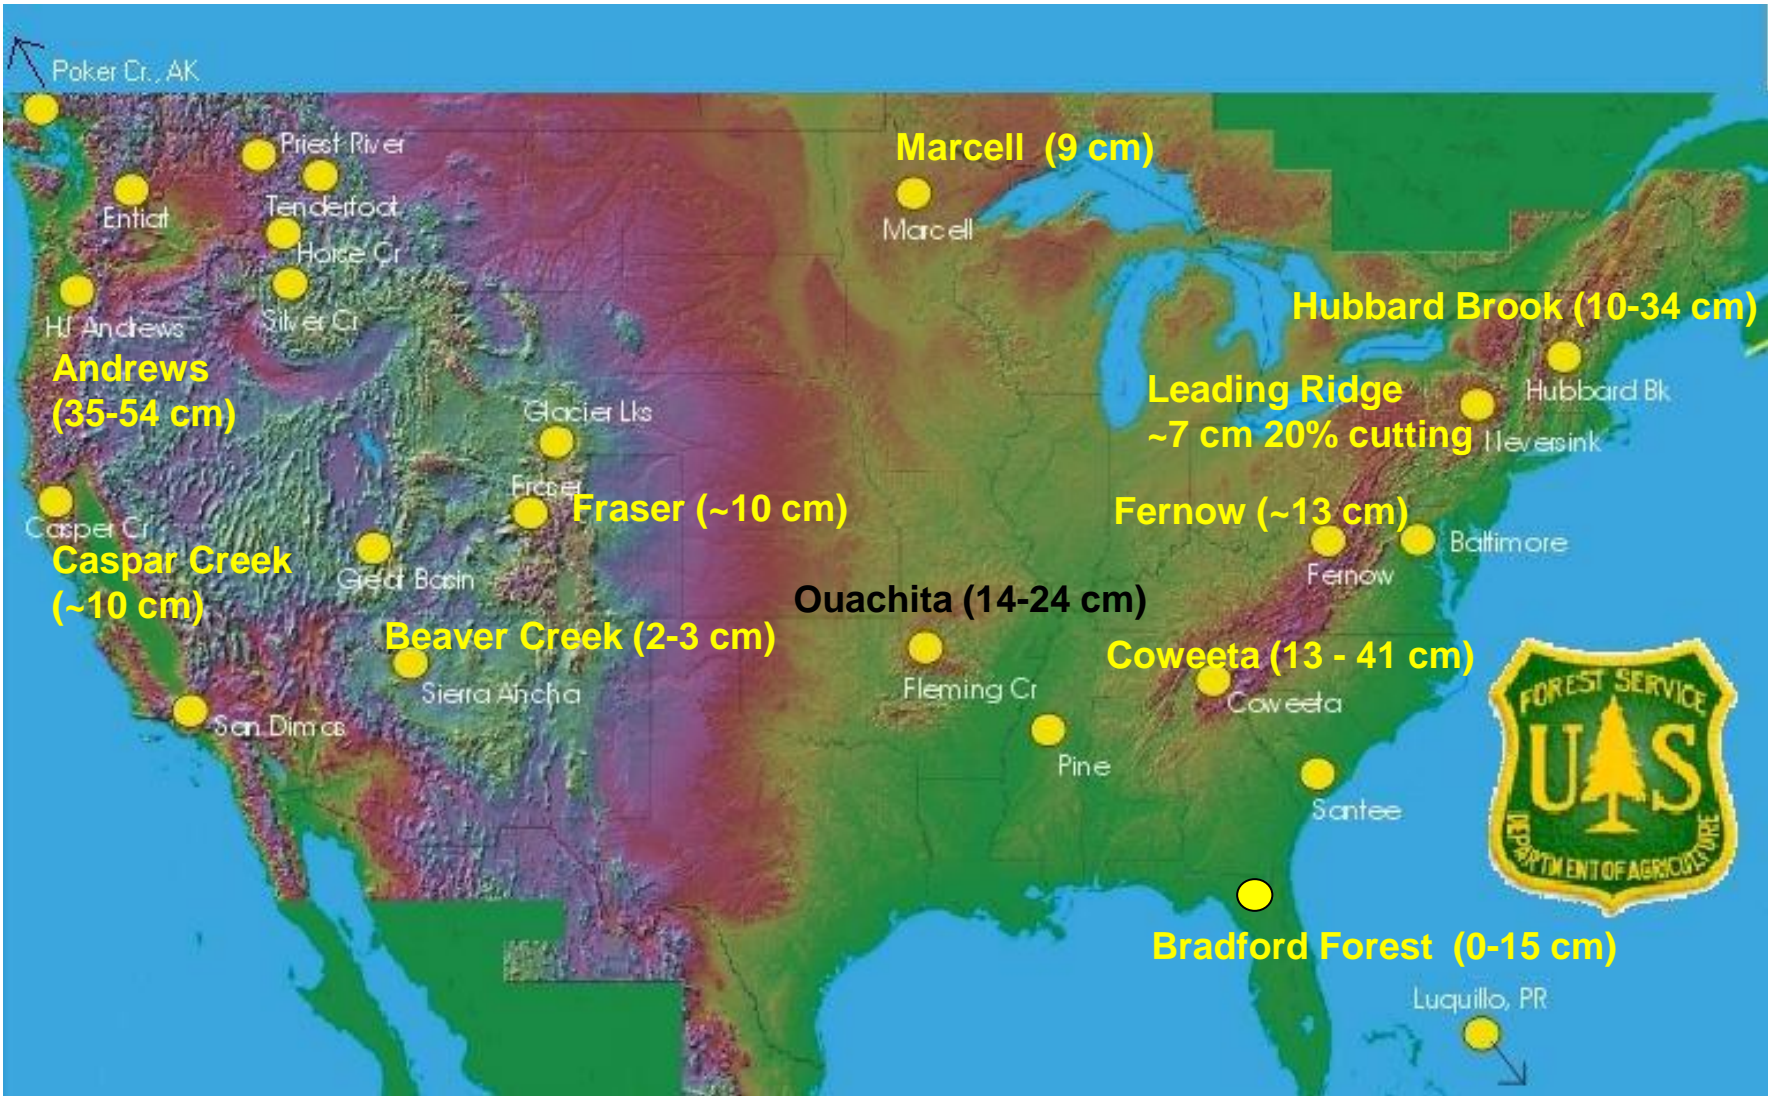 Poker Cr., AK
Priest River
Marcell (9 cm)
Entiat
Tenderfoot
Marcell
Horse Cr
Hubbard Brook (10-34 cm)
HJ Andrews
Silver Cr
Andrews
(35-54 cm)
Leading Ridge
~7 cm 20% cutting
Hubbard Bk
Glacier Lks
Neversink
Fraser
Fraser (~10 cm)
Fernow (~13 cm)
Casper Cr
Baltimore
Caspar Creek
(~10 cm)
Great Basin
Fernow
Ouachita (14-24 cm)
Beaver Creek (2-3 cm)
Coweeta (13 - 41 cm)
Sierra Ahcha
Fleming Cr
Coweeta
San Dimas
Pine
Santee
FOREST SERVICE
U S
DEPARTMENT OF AGRICULTURE
Bradford Forest (0-15 cm)
Luquillo, PR